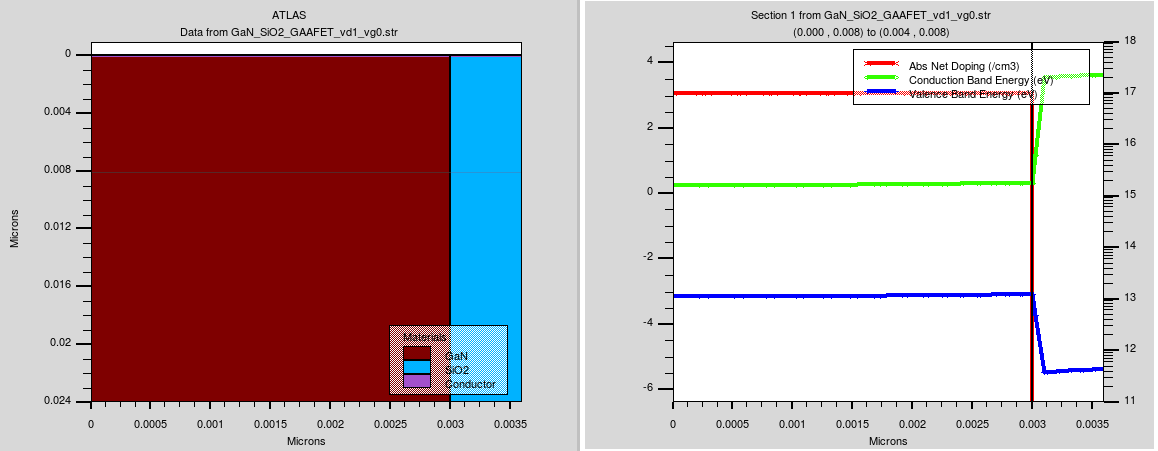 ATLAS
Data from GaN_SiO2_GAAFET_vd1_vg0.str
0
0.004
0.008
0.012
0.016
0.02
0.024
Microns
Materials
GaN
SiO2
Conductor
0 0.0005 0.001 0.0015 0.002 0.0025 0.003 0.0035
Microns
Section 1 from GaN_SiO2_GAAFET_vd1_vg0.str
(0.000 , 0.008) to (0.004 , 0.008)
Abs Net Doping (/cm3)
Conduction Band Energy (eV)
Valence Band Energy (eV)
4
2
0
-2
-4
-6
18
17
16
15
14
13
12
11
0 0.0005 0.001 0.0015 0.002 0.0025 0.003 0.0035
Microns